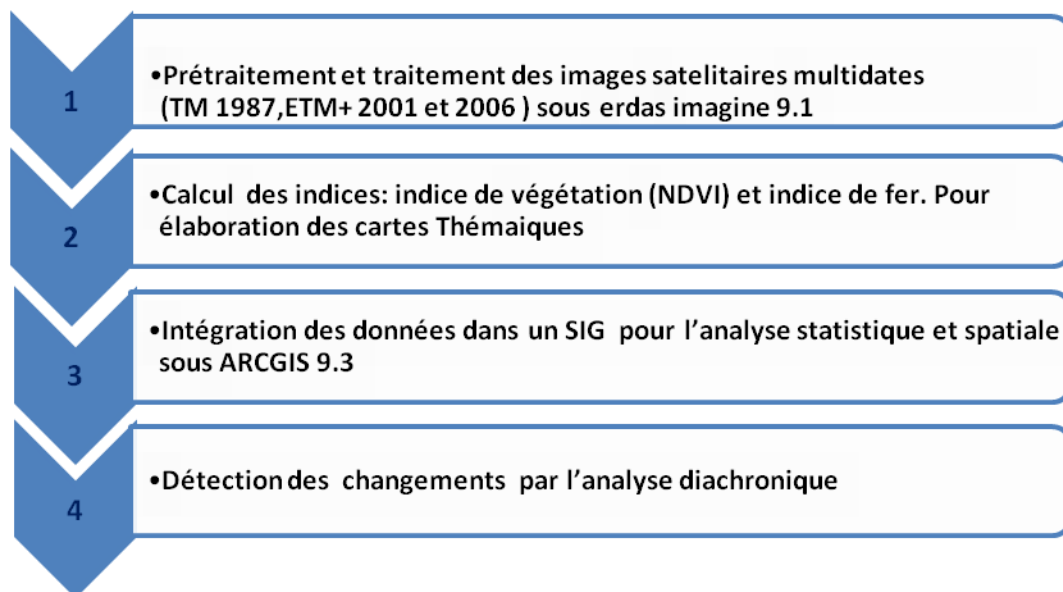 1
•Prétraitement et traitement des images satelitaires multidates
(TM 1987,ETM+ 2001 et 2006 ) sous erdas imagine 9.1
2
•Calcul des indices: indice de végétation (NDVI) et indice de fer. Pour
élaboration des cartes Thémaiques
3
•Intégration des données dans un SIG pour l'analyse statistique et spatiale
sous ARCGIS 9.3
4
•Détection des changements par l'analyse diachronique